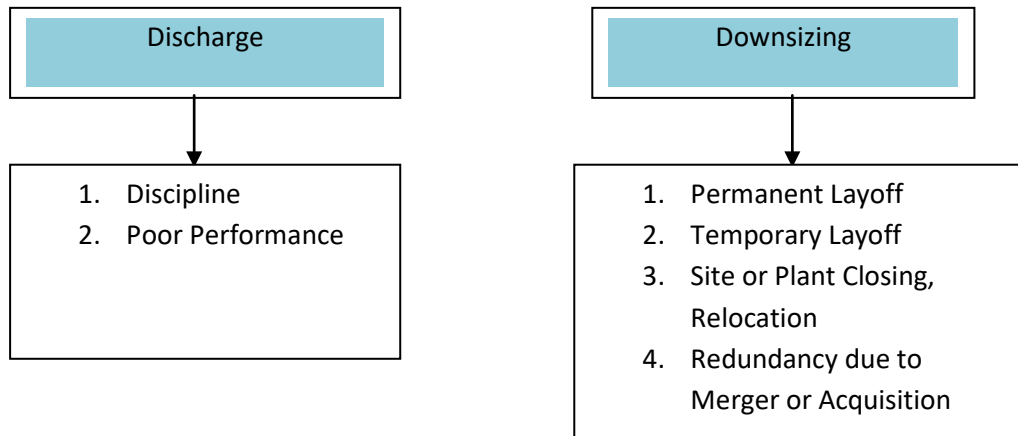 Discharge
Downsizing
1. Discipline
2. Poor Performance
1. Permanent Layoff
2. Temporary Layoff
3. Site or Plant Closing,
Relocation
4. Redundancy due to
Merger or Acquisition